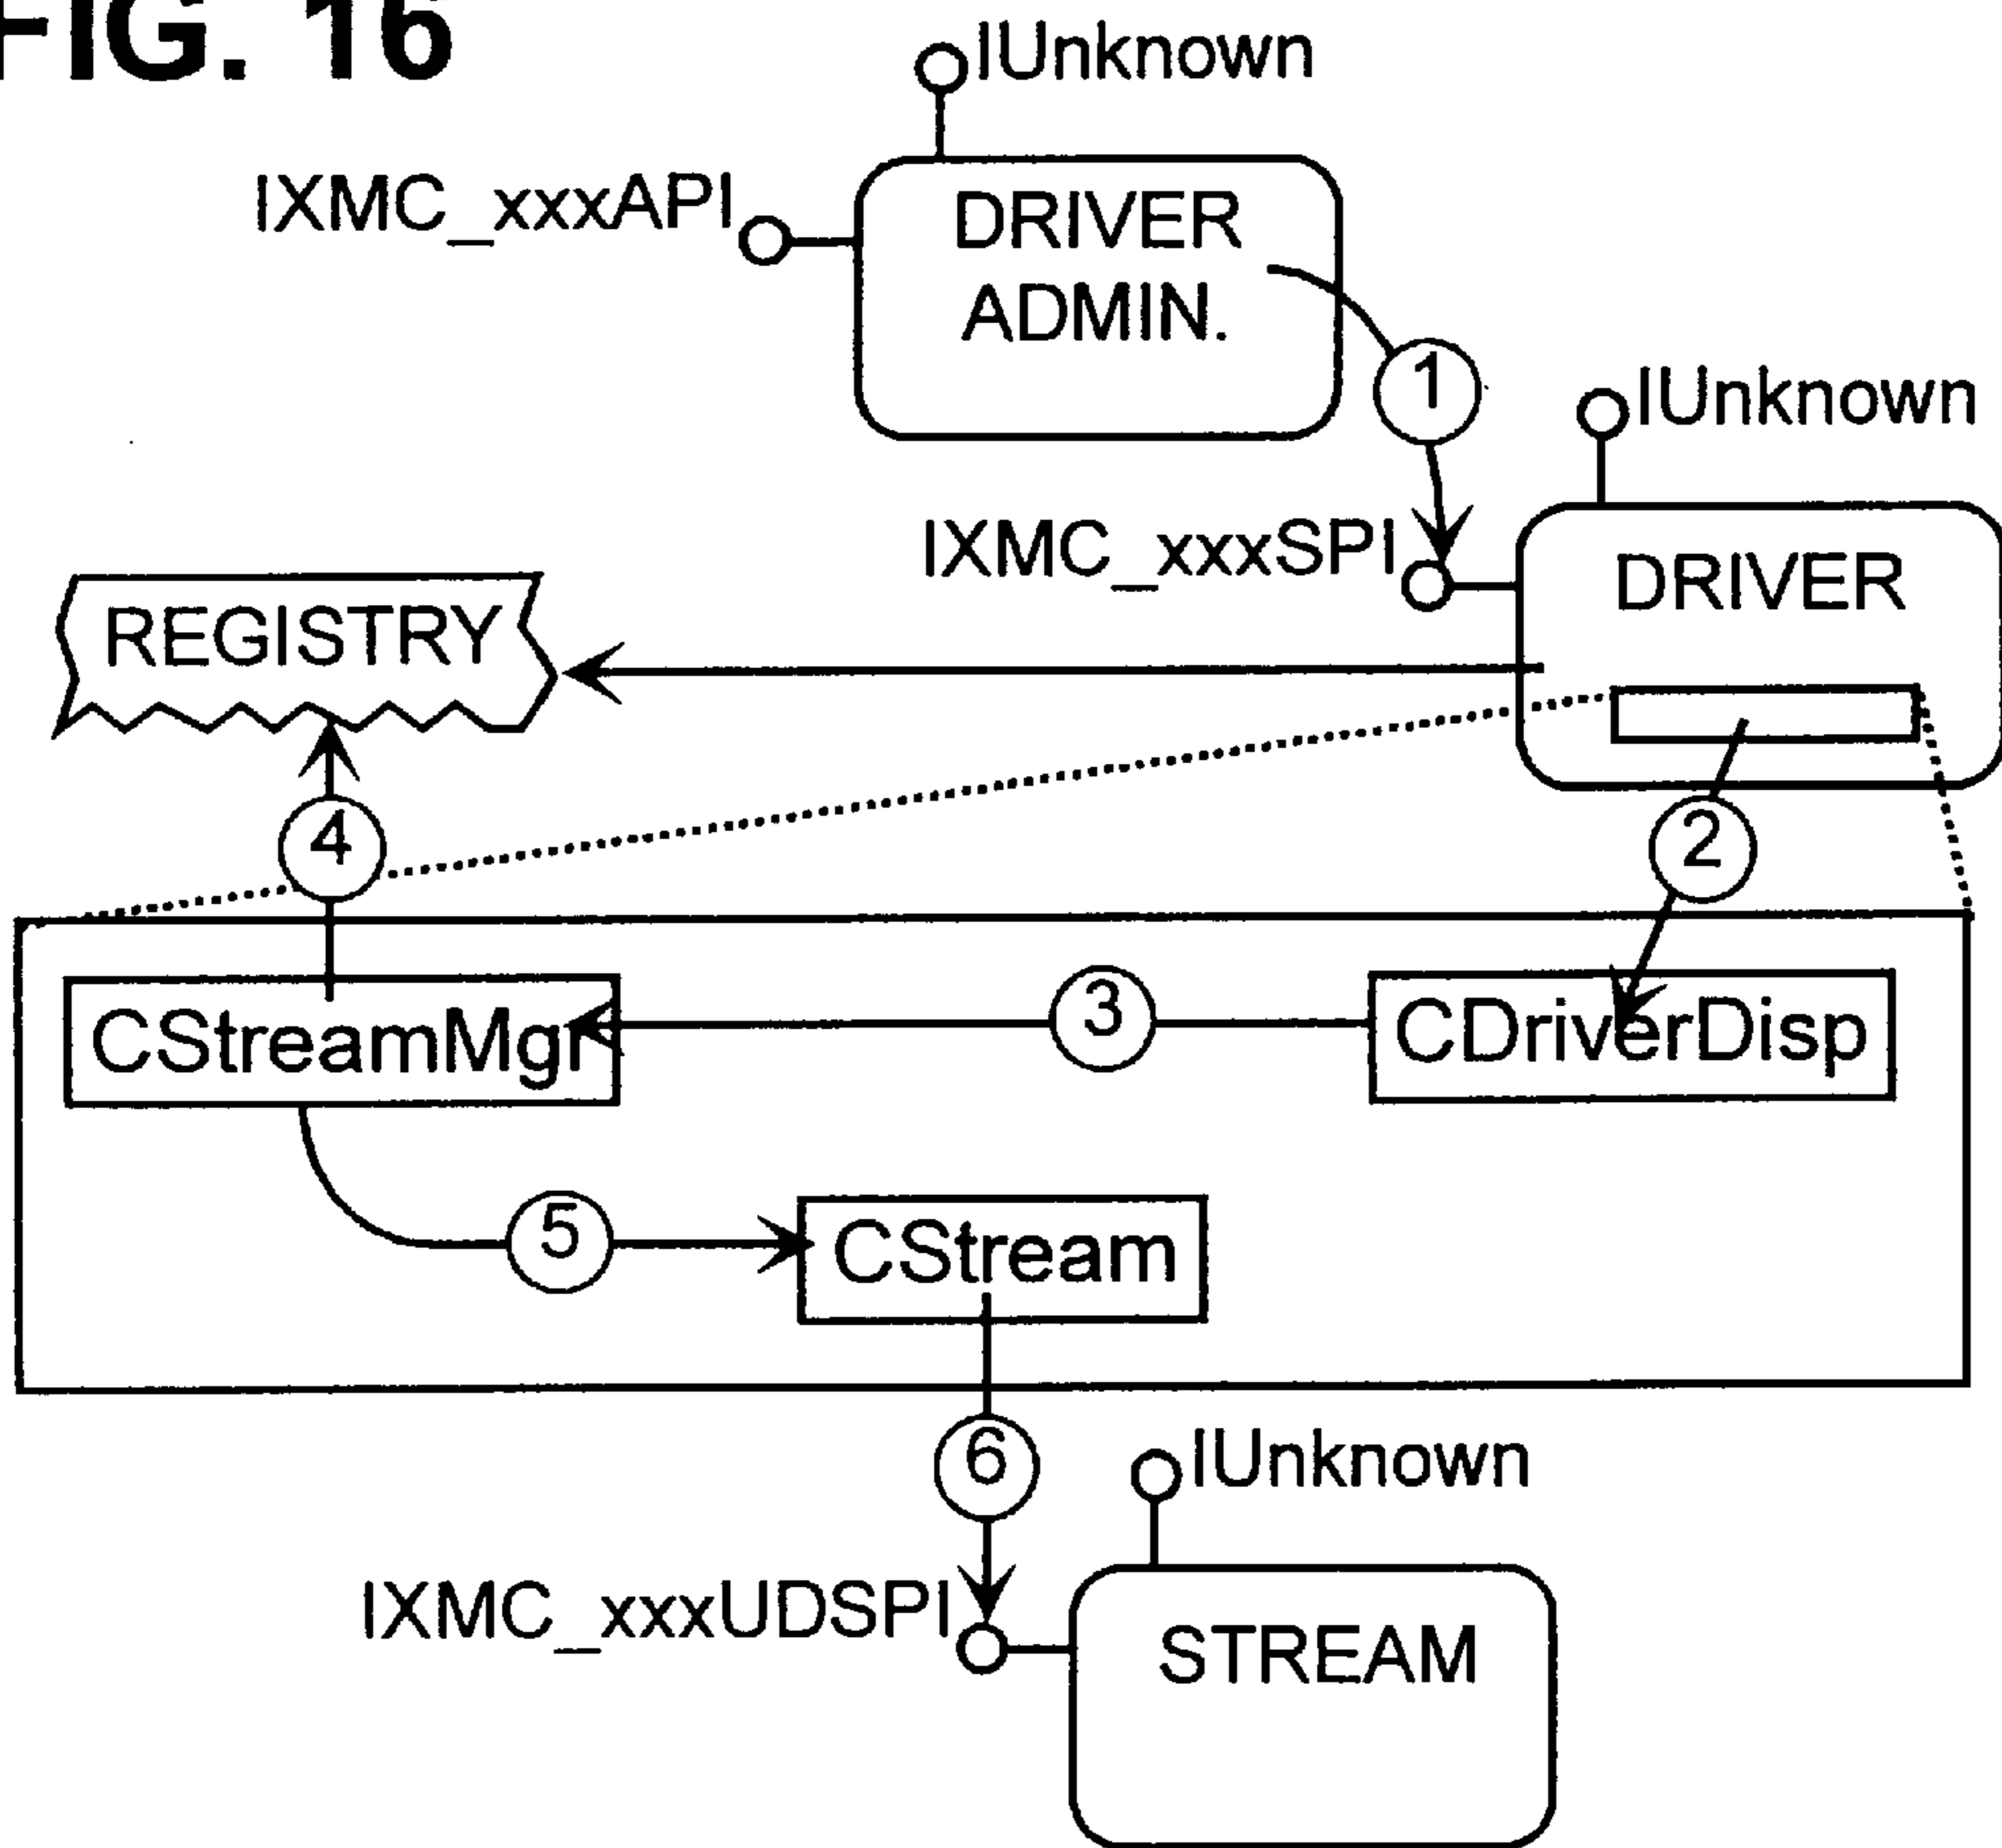 FIG. 16
IUnknown
IXMC_xxxAPI
DRIVER
ADMIN.
1
IUnknown
IXMC_xxxSPI
DRIVER
REGISTRY
4
2
CStreamMgr
3
CDriverDisp
5
CStream
6
IUnknown
IXMC_xxxUDSPI
STREAM